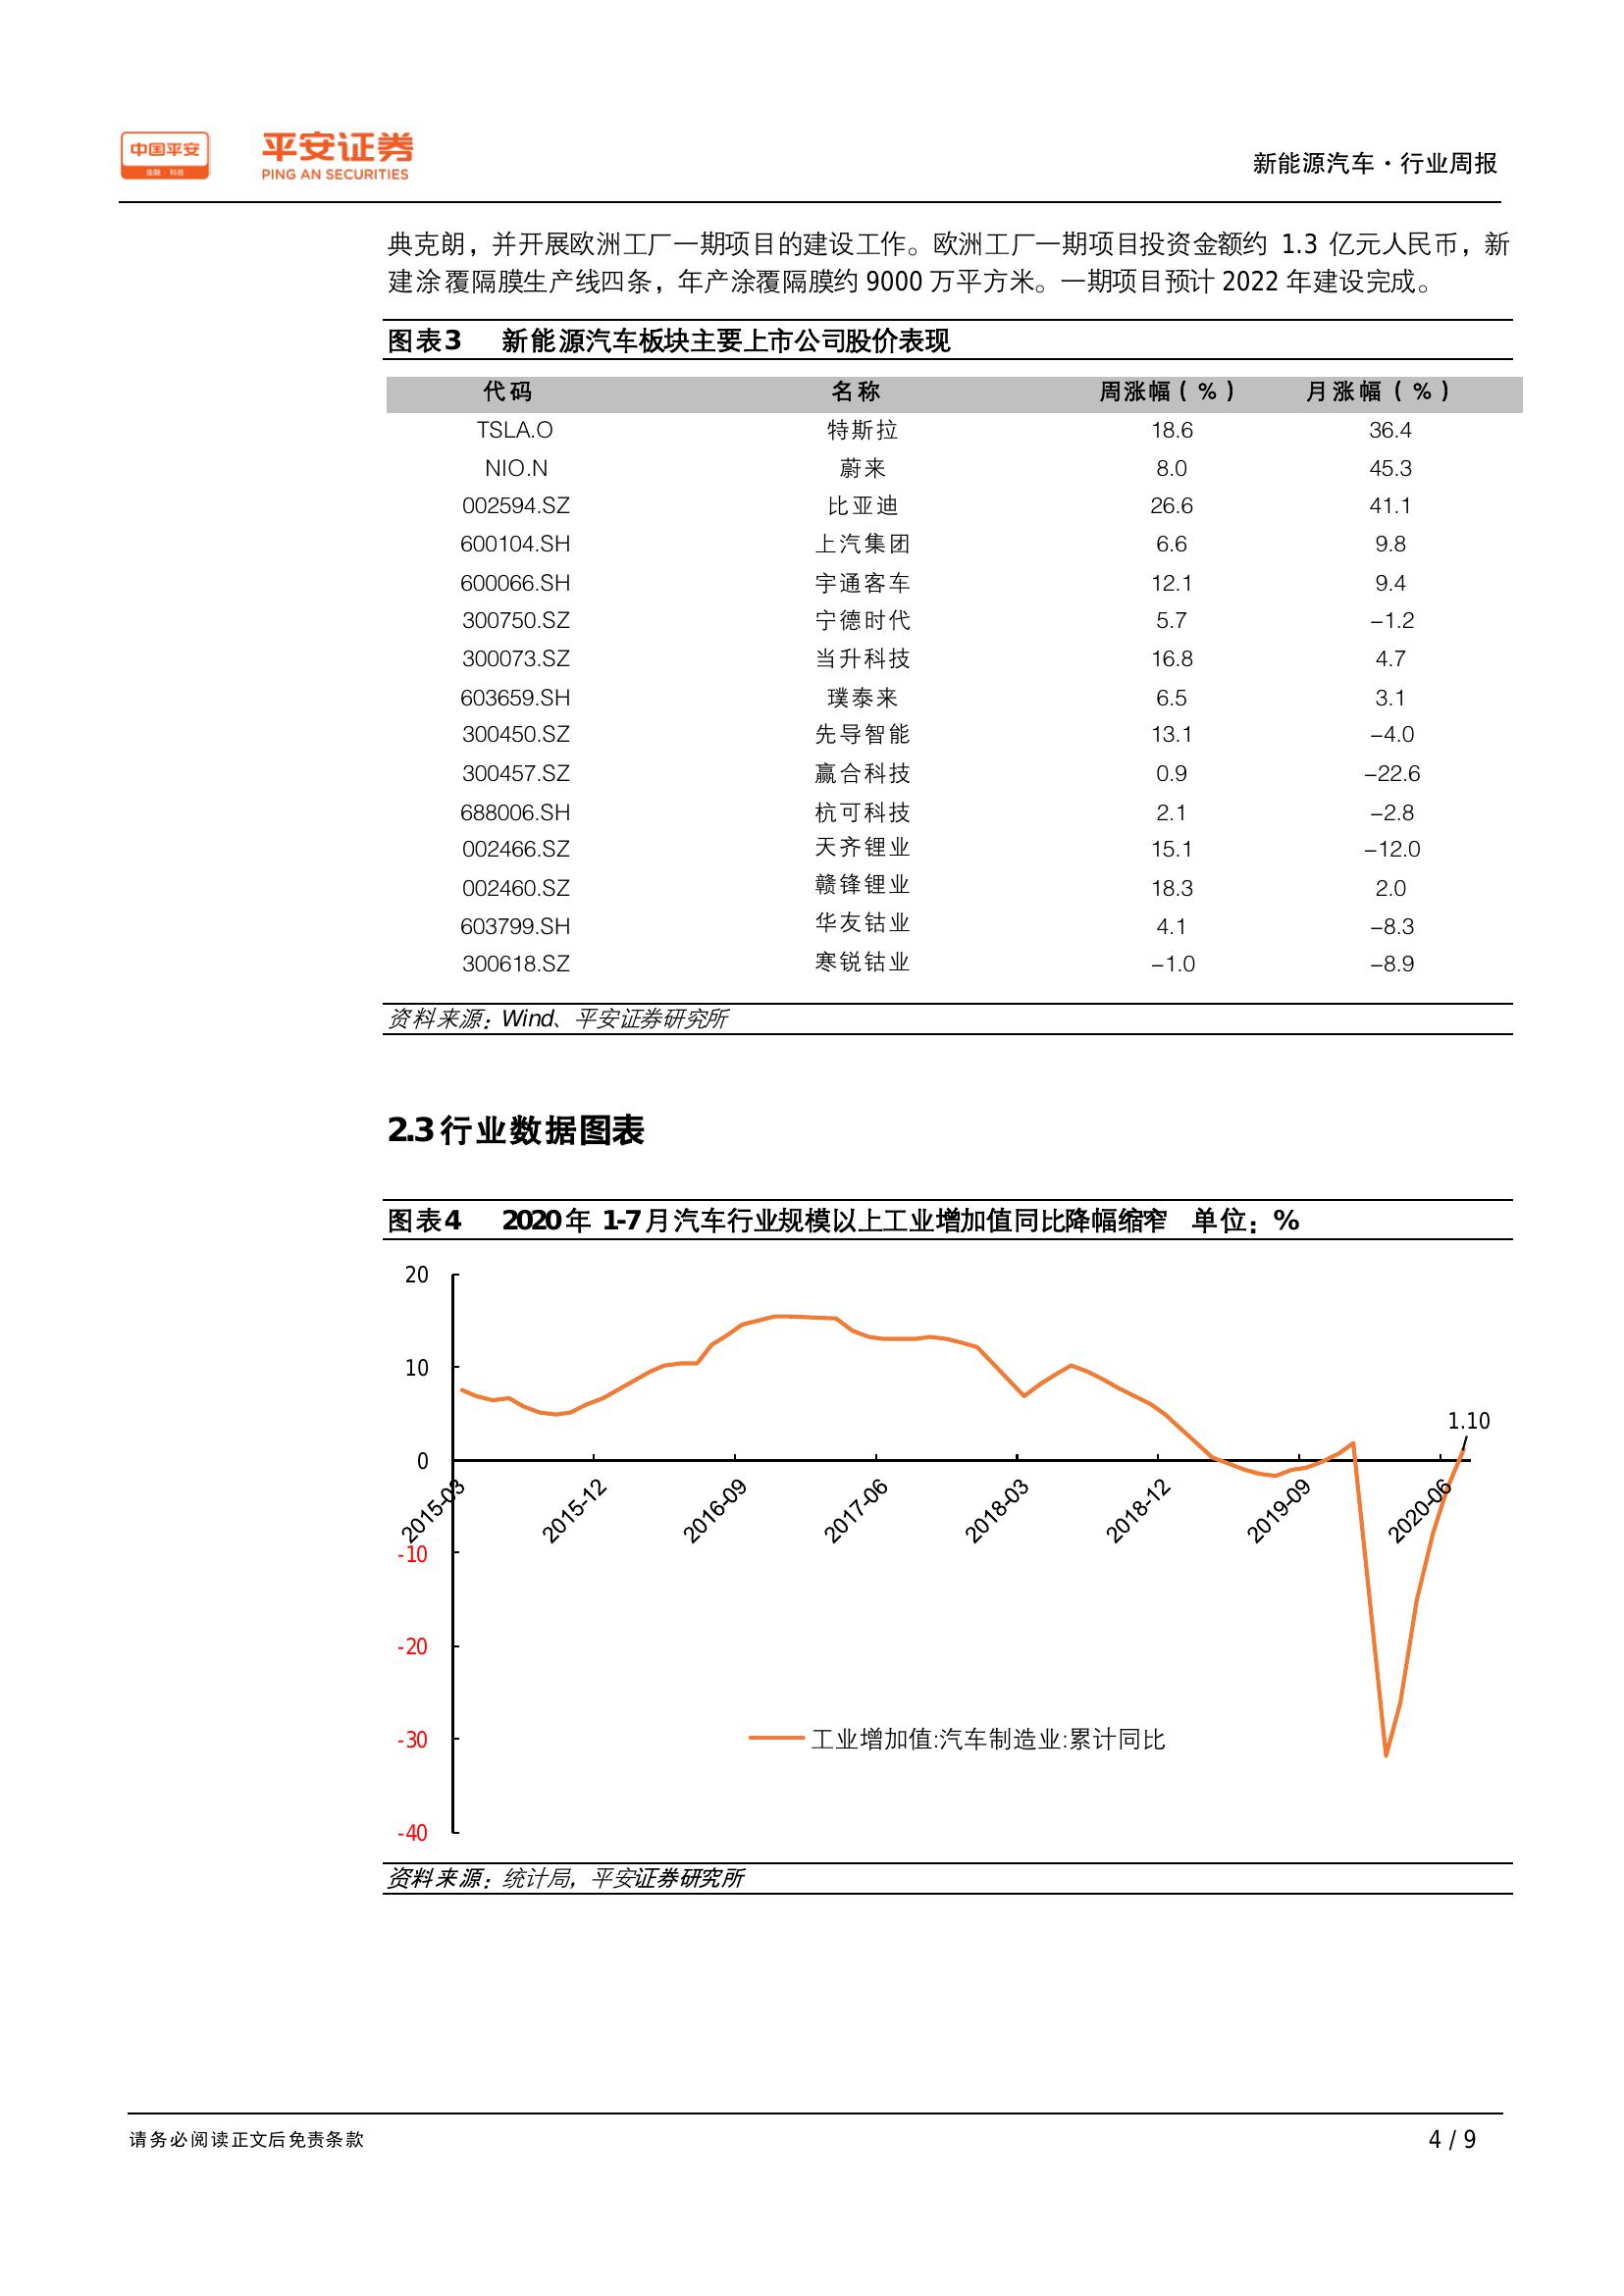 中国平安
金融·科技
平安证券
PING AN SECURITIES
新能源汽车·行业周报
典克朗，并开展欧洲工厂一期项目的建设工作。欧洲工厂一期项目投资金额约 1.3 亿元人民币，新
建涂覆隔膜生产线四条，年产涂覆隔膜约 9000 万平方米。一期项目预计 2022 年建设完成。
图表3 新能源汽车板块主要上市公司股价表现
代码 名称 周涨幅（%） 月涨幅（%）
TSLA.O 特斯拉 18.6 36.4
NIO.N 蔚来 8.0 45.3
002594.SZ 比亚迪 26.6 41.1
600104.SH 上汽集团 6.6 9.8
600066.SH 宇通客车 12.1 9.4
300750.SZ 宁德时代 5.7 -1.2
300073.SZ 当升科技 16.8 4.7
603659.SH 璞泰来 6.5 3.1
300450.SZ 先导智能 13.1 -4.0
300457.SZ 赢合科技 0.9 -22.6
688006.SH 杭可科技 2.1 -2.8
002466.SZ 天齐锂业 15.1 -12.0
002460.SZ 赣锋锂业 18.3 2.0
603799.SH 华友钴业 4.1 -8.3
300618.SZ 寒锐钴业 -1.0 -8.9
资料来源：Wind、平安证券研究所
2.3 行业数据图表
图表4 2020年 1-7月汽车行业规模以上工业增加值同比降幅缩窄 单位：%
20
10
0
-10
-20
-30
-40
2015-03 2015-12 2016-09 2017-06 2018-03 2018-12 2019-09 2020-06
1.10
工业增加值:汽车制造业:累计同比
资料来源：统计局，平安证券研究所
请务必阅读正文后免责条款
4 / 9